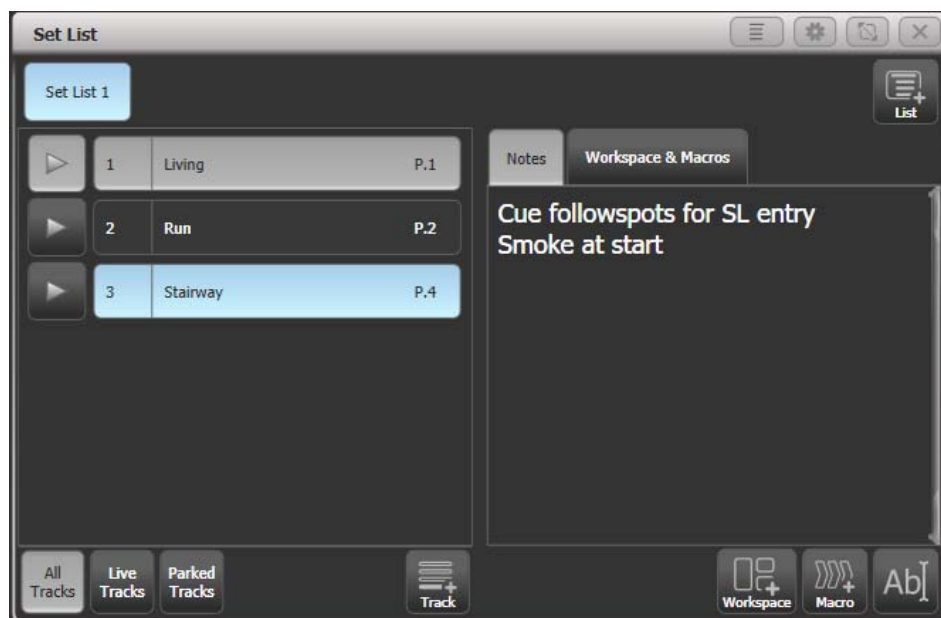 Set List
Set List 1
List
1 Living P.1
2 Run P.2
3 Stairway P.4
Notes
Workspace & Macros
Cue followspots for SL entry
Smoke at start
All
Tracks
Live
Tracks
Parked
Tracks
Track
Workspace
Macro
Ab